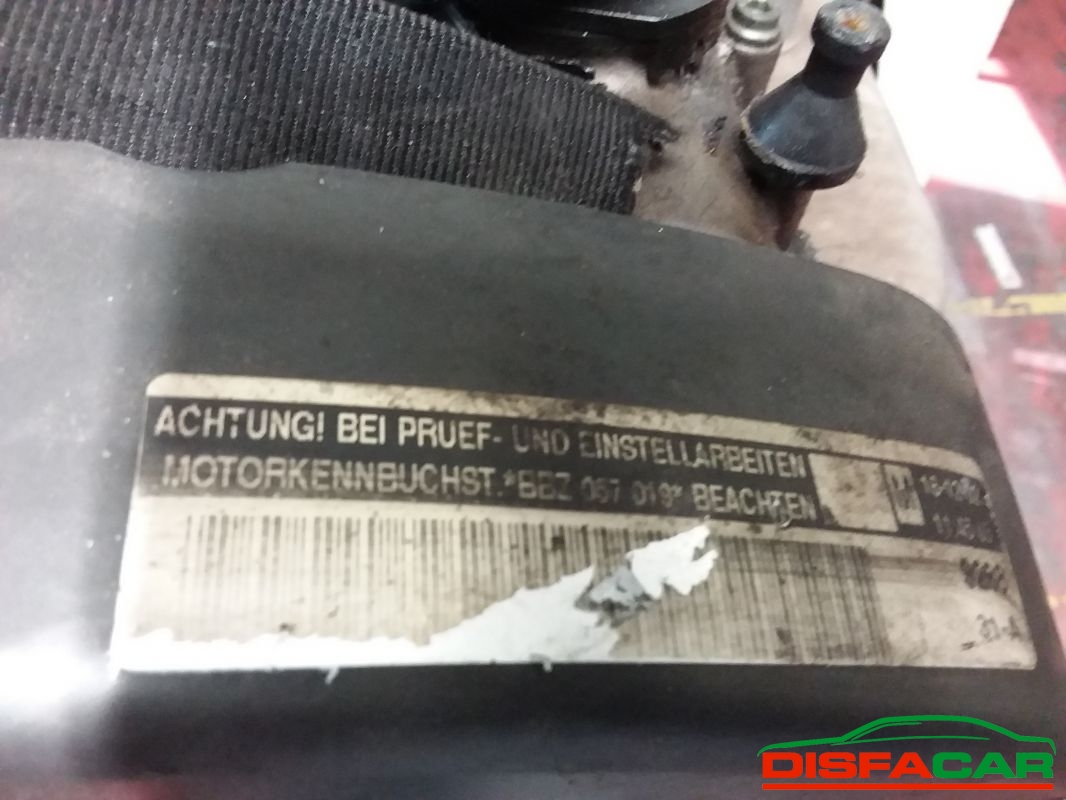 ACHTUNG! BEI PRUEF- UND EINSTELLARBEITEN
MOTORKENNBUCHST.*BBZ 067 019* BEACHTEN
DISFACAR